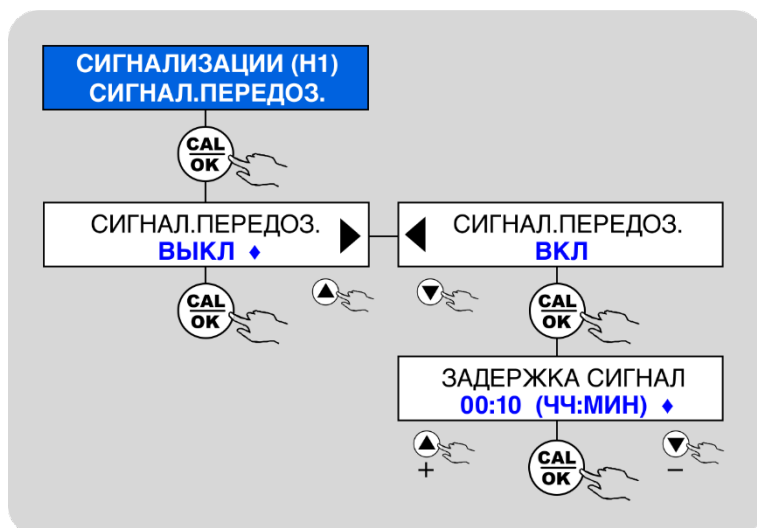 СИГНАЛИЗАЦИИ (H1)
СИГНАЛ.ПЕРЕДОЗ.
CAL
OK
СИГНАЛ.ПЕРЕДОЗ.
ВЫКЛ ♦
СИГНАЛ.ПЕРЕДОЗ.
ВКЛ
CAL
OK
CAL
OK
ЗАДЕРЖКА СИГНАЛ
00:10 (ЧЧ:МИН) ♦
+
CAL
OK
−